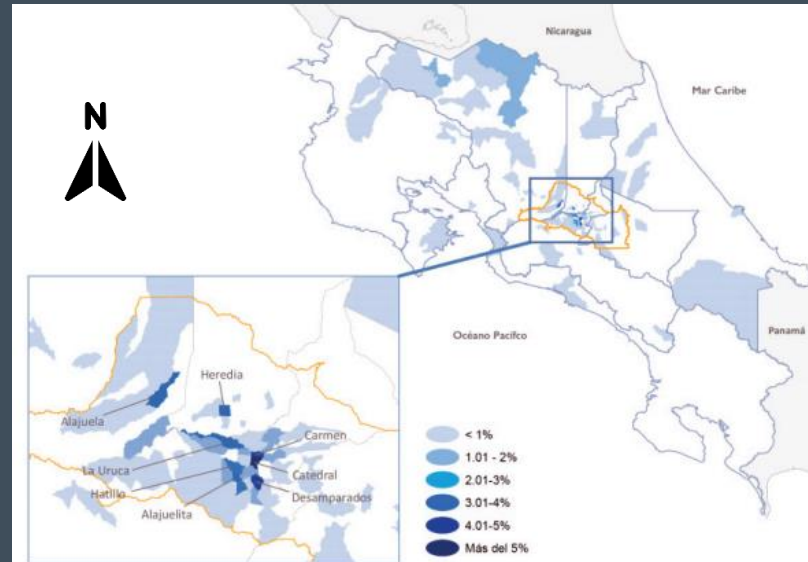 Nicaragua
Mar Caribe
N
Océano Pacífco
Panamá
Heredia
Alajuela
Carmen
La Uruca
Catedral
Hatillo
Desamparados
Alajuelita
< 1%
1.01 - 2%
2.01-3%
3.01-4%
4.01-5%
Más del 5%